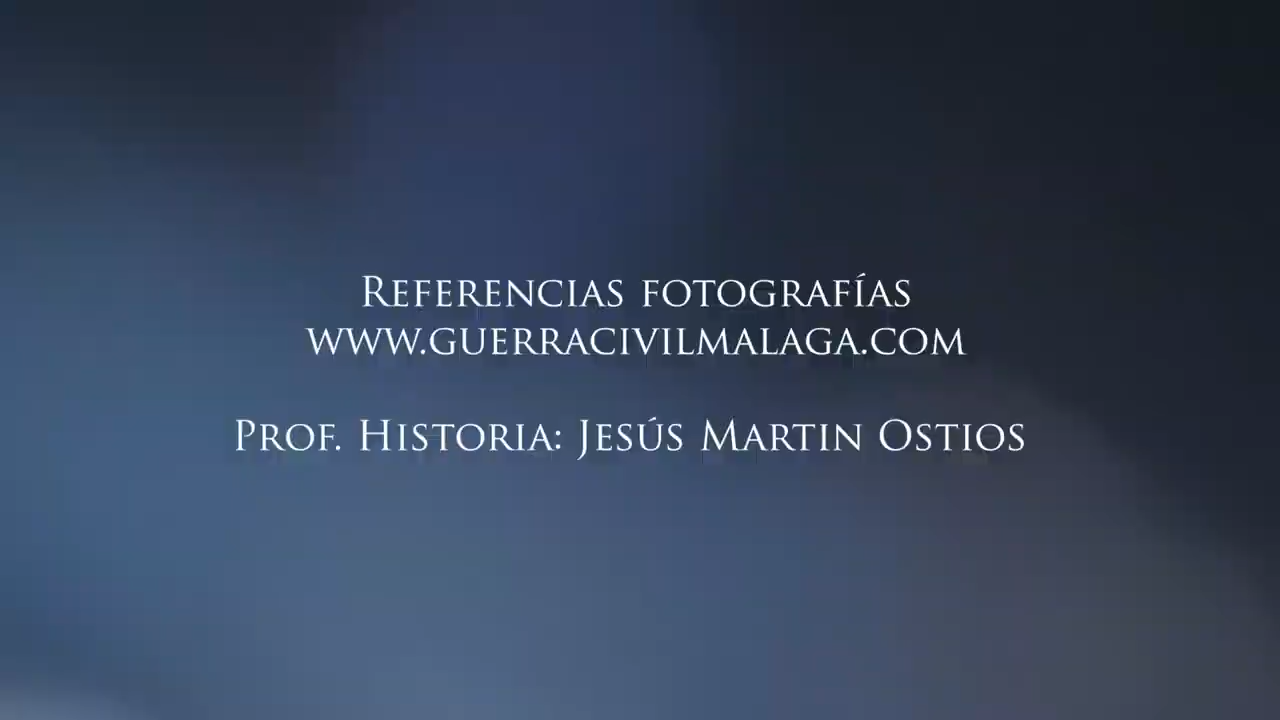 Referencias fotografías
www.guerracivilmalaga.com
Prof. Historia: Jesús Martin Ostios